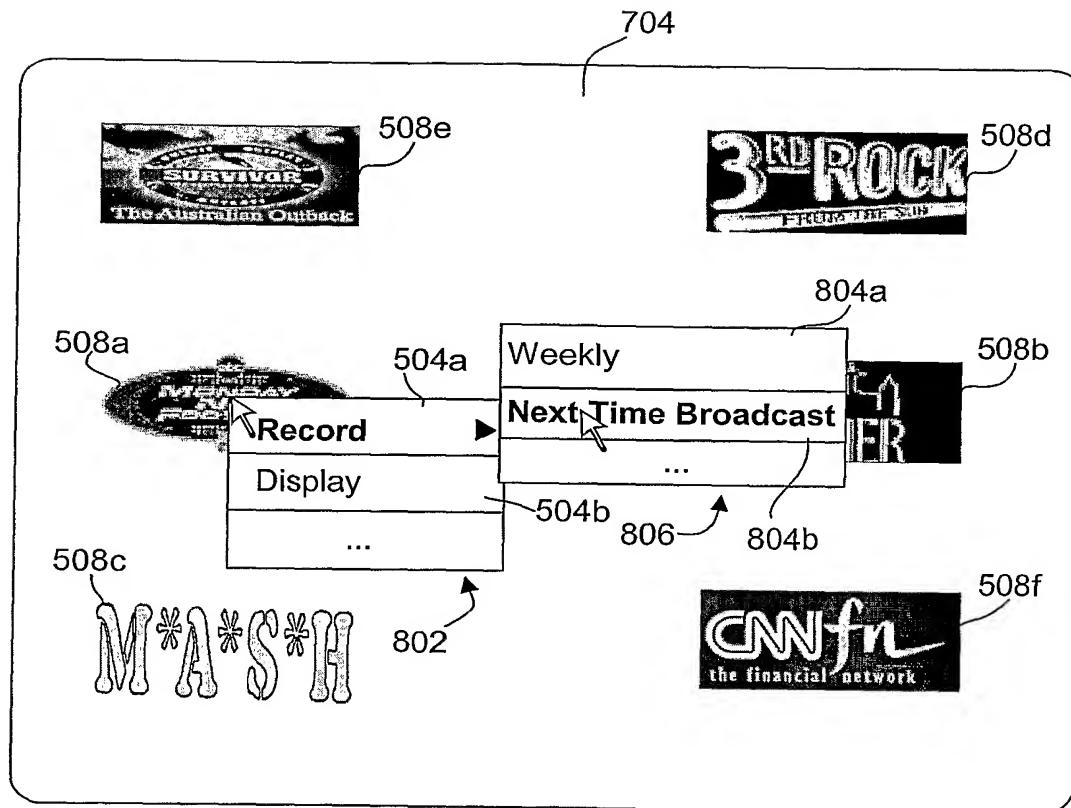 704
508e
SURVIVOR
The Australian Outback
3RD ROCK
FROM THE SUN
508d
508a
504a
804a
Weekly
508b
Record
Next Time Broadcast
IER
Display
504b
...
806
804b
...
508c
802
M*A*S*H
508f
CNNfn
the financial network